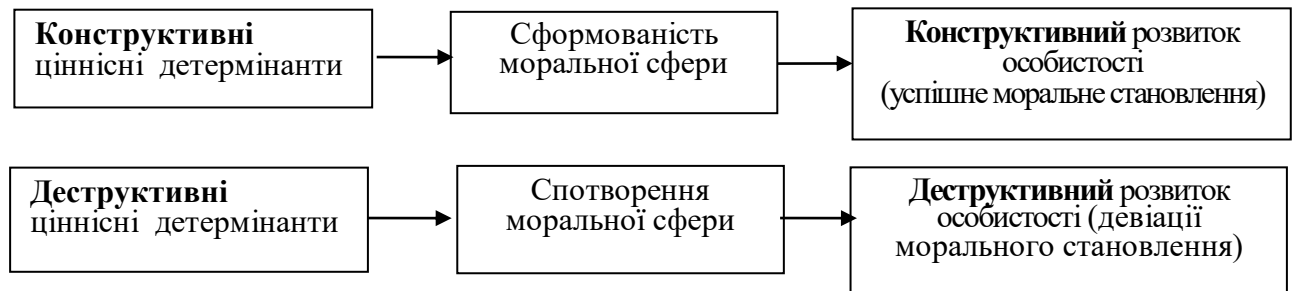 Конструктивні
ціннісні детермінанти
Сформованість
моральної сфери
Конструктивний розвиток
особистості
(успішне моральне становлення)
Деструктивні
ціннісні детермінанти
Спотворення
моральної сфери
Деструктивний розвиток
особистості (девіації
морального становлення)